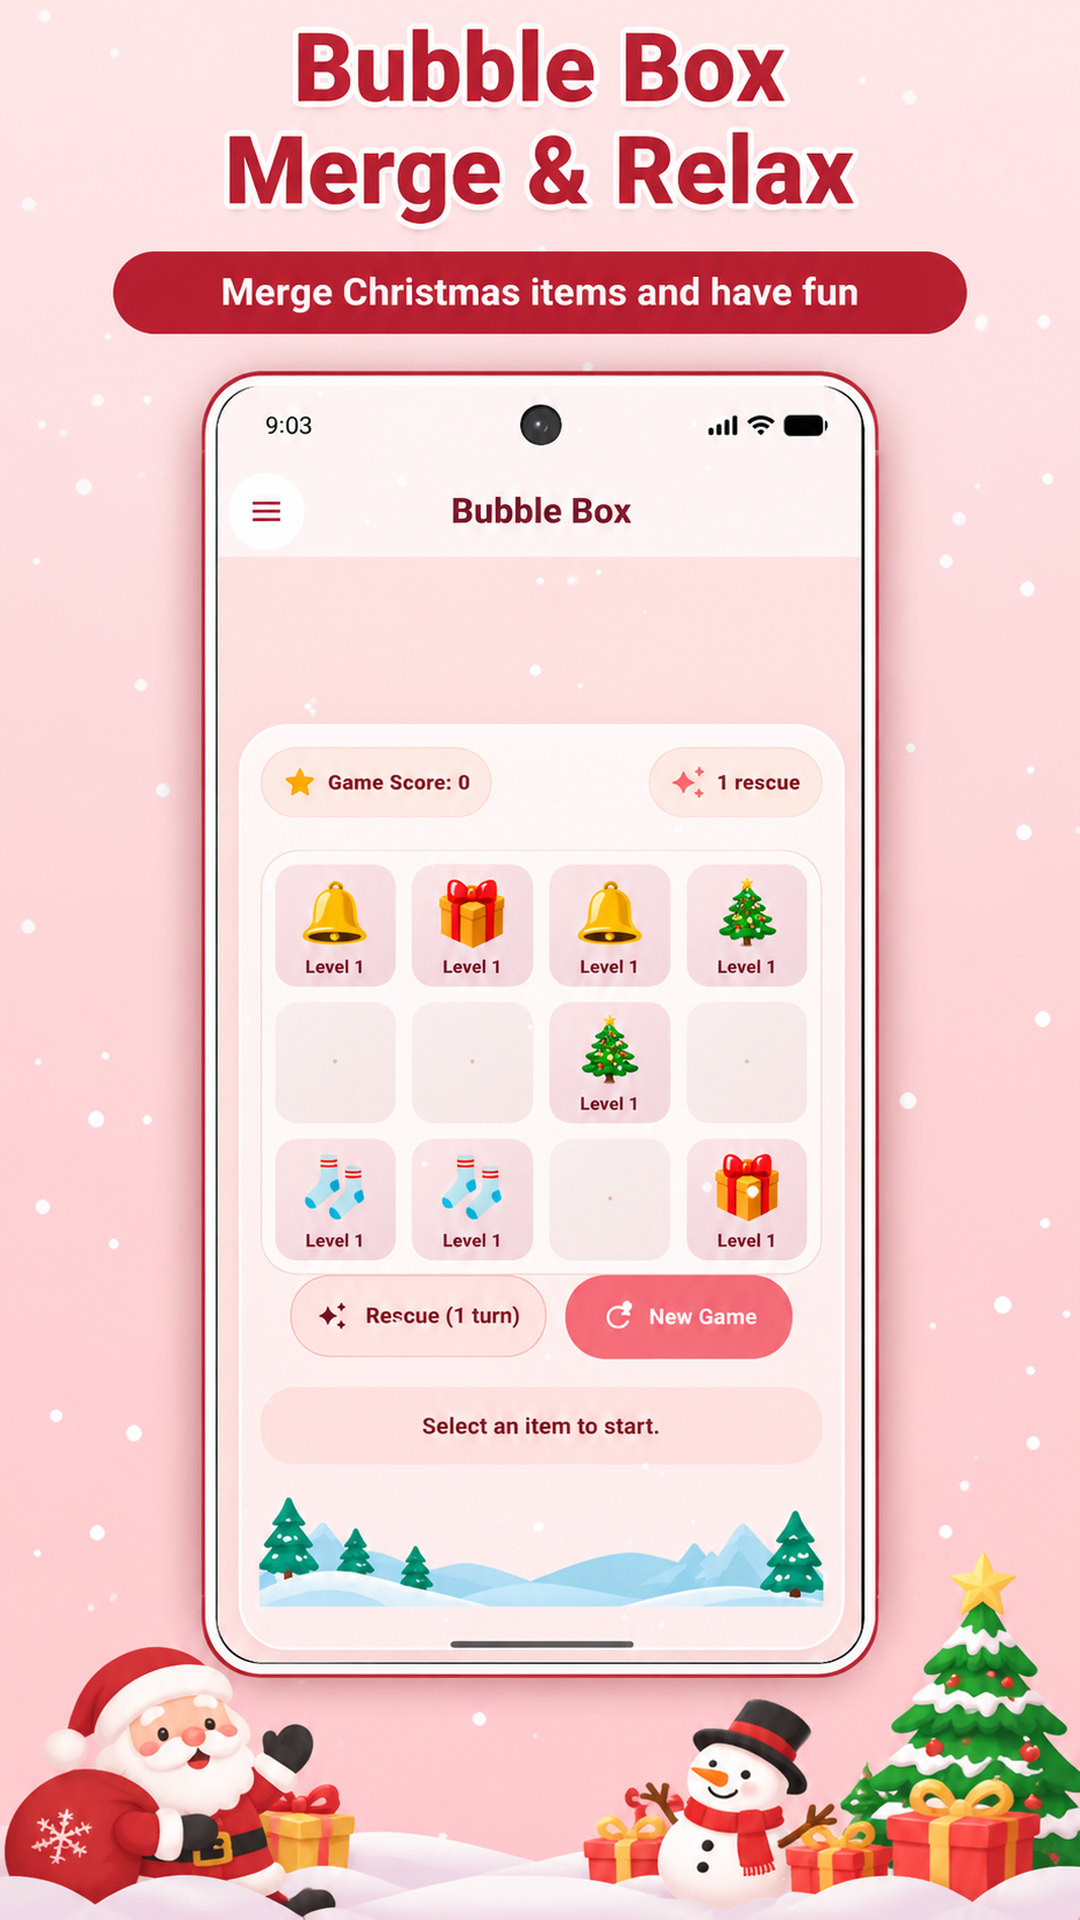 Bubble Box
Merge & Relax
Merge Christmas items and have fun
9:03
Bubble Box
Game Score: 0
1 rescue
Level 1
Level 1
Level 1
Level 1
Level 1
Level 1
Level 1
Level 1
Rescue (1 turn)
New Game
Select an item to start.